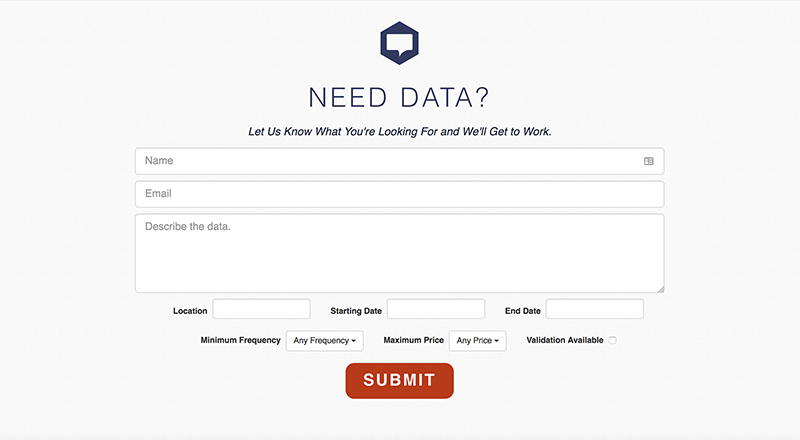 NEED DATA?
Let Us Know What You're Looking For and We'll Get to Work.
Name
Email
Describe the data.
Location Starting Date End Date
Minimum Frequency Any Frequency Maximum Price Any Price Validation Available
SUBMIT